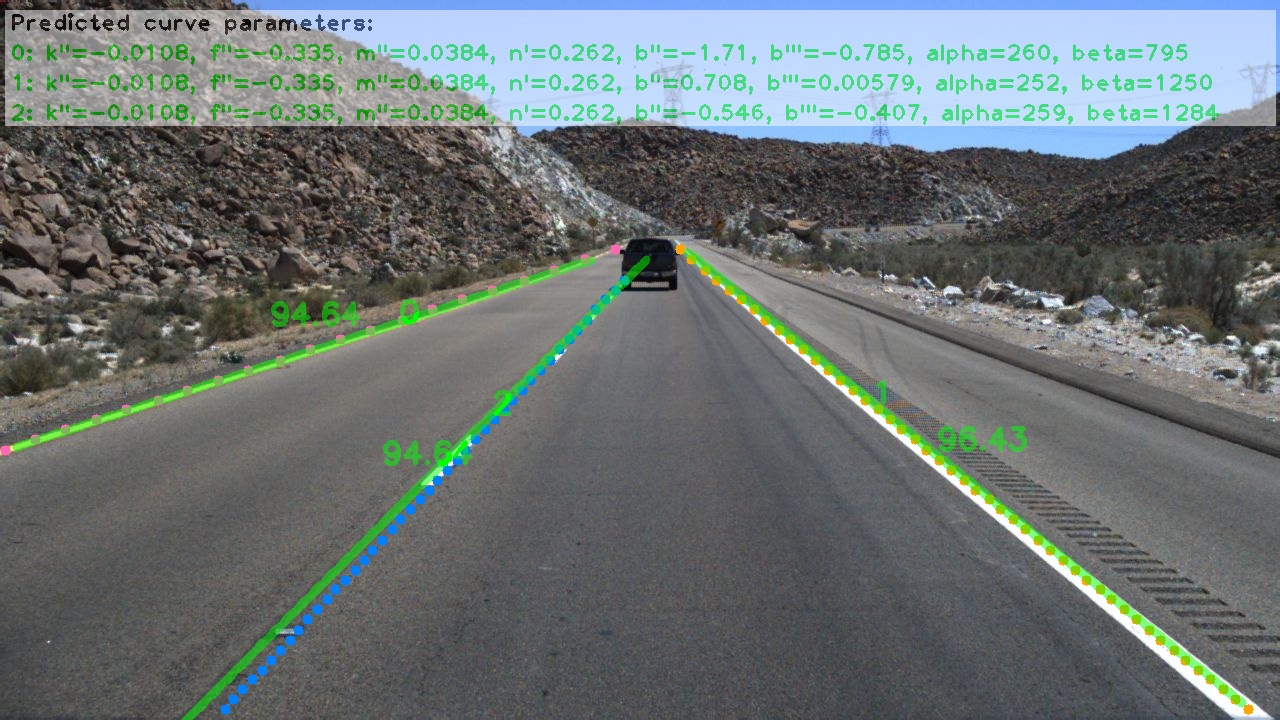 Predicted curve parameters:
0: k''=-0.0108, f''=-0.335, m''=0.0384, n'=0.262, b''=-1.71, b'''=-0.785, alpha=260, beta=795
1: k''=-0.0108, f''=-0.335, m''=0.0384, n'=0.262, b''=0.708, b'''=0.00579, alpha=252, beta=1250
2: k''=-0.0108, f''=-0.335, m''=0.0384, n'=0.262, b''=-0.546, b'''=-0.407, alpha=259, beta=1284
94.64 0
2 1
94.64 96.43